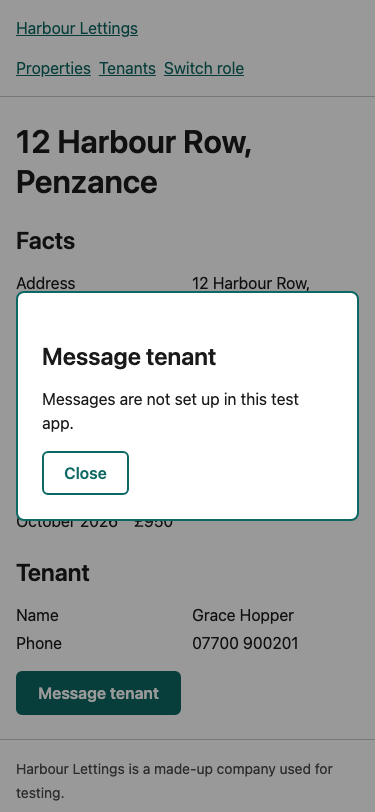 Harbour Lettings
Properties Tenants Switch role
12 Harbour Row,
Penzance
Facts
Address 12 Harbour Row,
Message tenant
Messages are not set up in this test
app.
Close
October 2026 £950
Tenant
Name Grace Hopper
Phone 07700 900201
Message tenant
Harbour Lettings is a made-up company used for
testing.